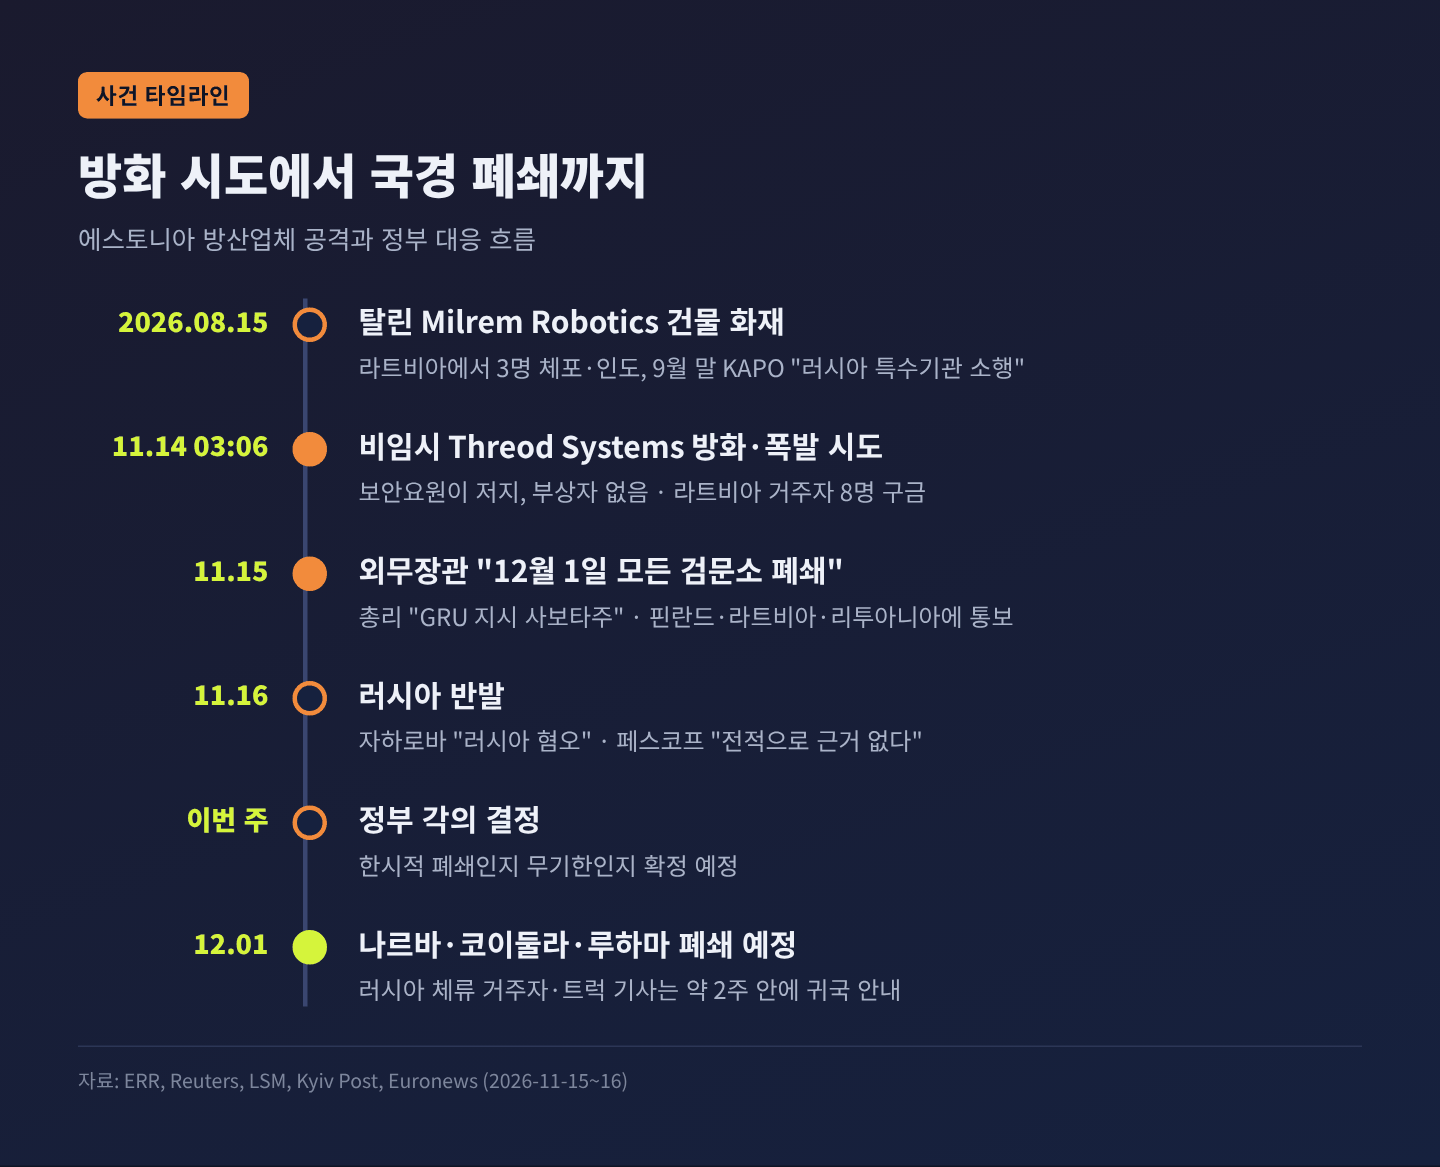 사건 타임라인
방화 시도에서 국경 폐쇄까지
에스토니아 방산업체 공격과 정부 대응 흐름
2026.08.15
탈린 Milrem Robotics 건물 화재
라트비아에서 3명 체포·인도, 9월 말 KAPO "러시아 특수기관 소행"
11.14 03:06
비임시 Threod Systems 방화·폭발 시도
보안요원이 저지, 부상자 없음 · 라트비아 거주자 8명 구금
11.15
외무장관 "12월 1일 모든 검문소 폐쇄"
총리 "GRU 지시 사보타주" · 핀란드·라트비아·리투아니아에 통보
11.16
러시아 반발
자하로바 "러시아 혐오" · 페스코프 "전적으로 근거 없다"
이번 주
정부 각의 결정
한시적 폐쇄인지 무기한인지 확정 예정
12.01
나르바·코이둘라·루하마 폐쇄 예정
러시아 체류 거주자·트럭 기사는 약 2주 안에 귀국 안내
자료: ERR, Reuters, LSM, Kyiv Post, Euronews (2026-11-15~16)